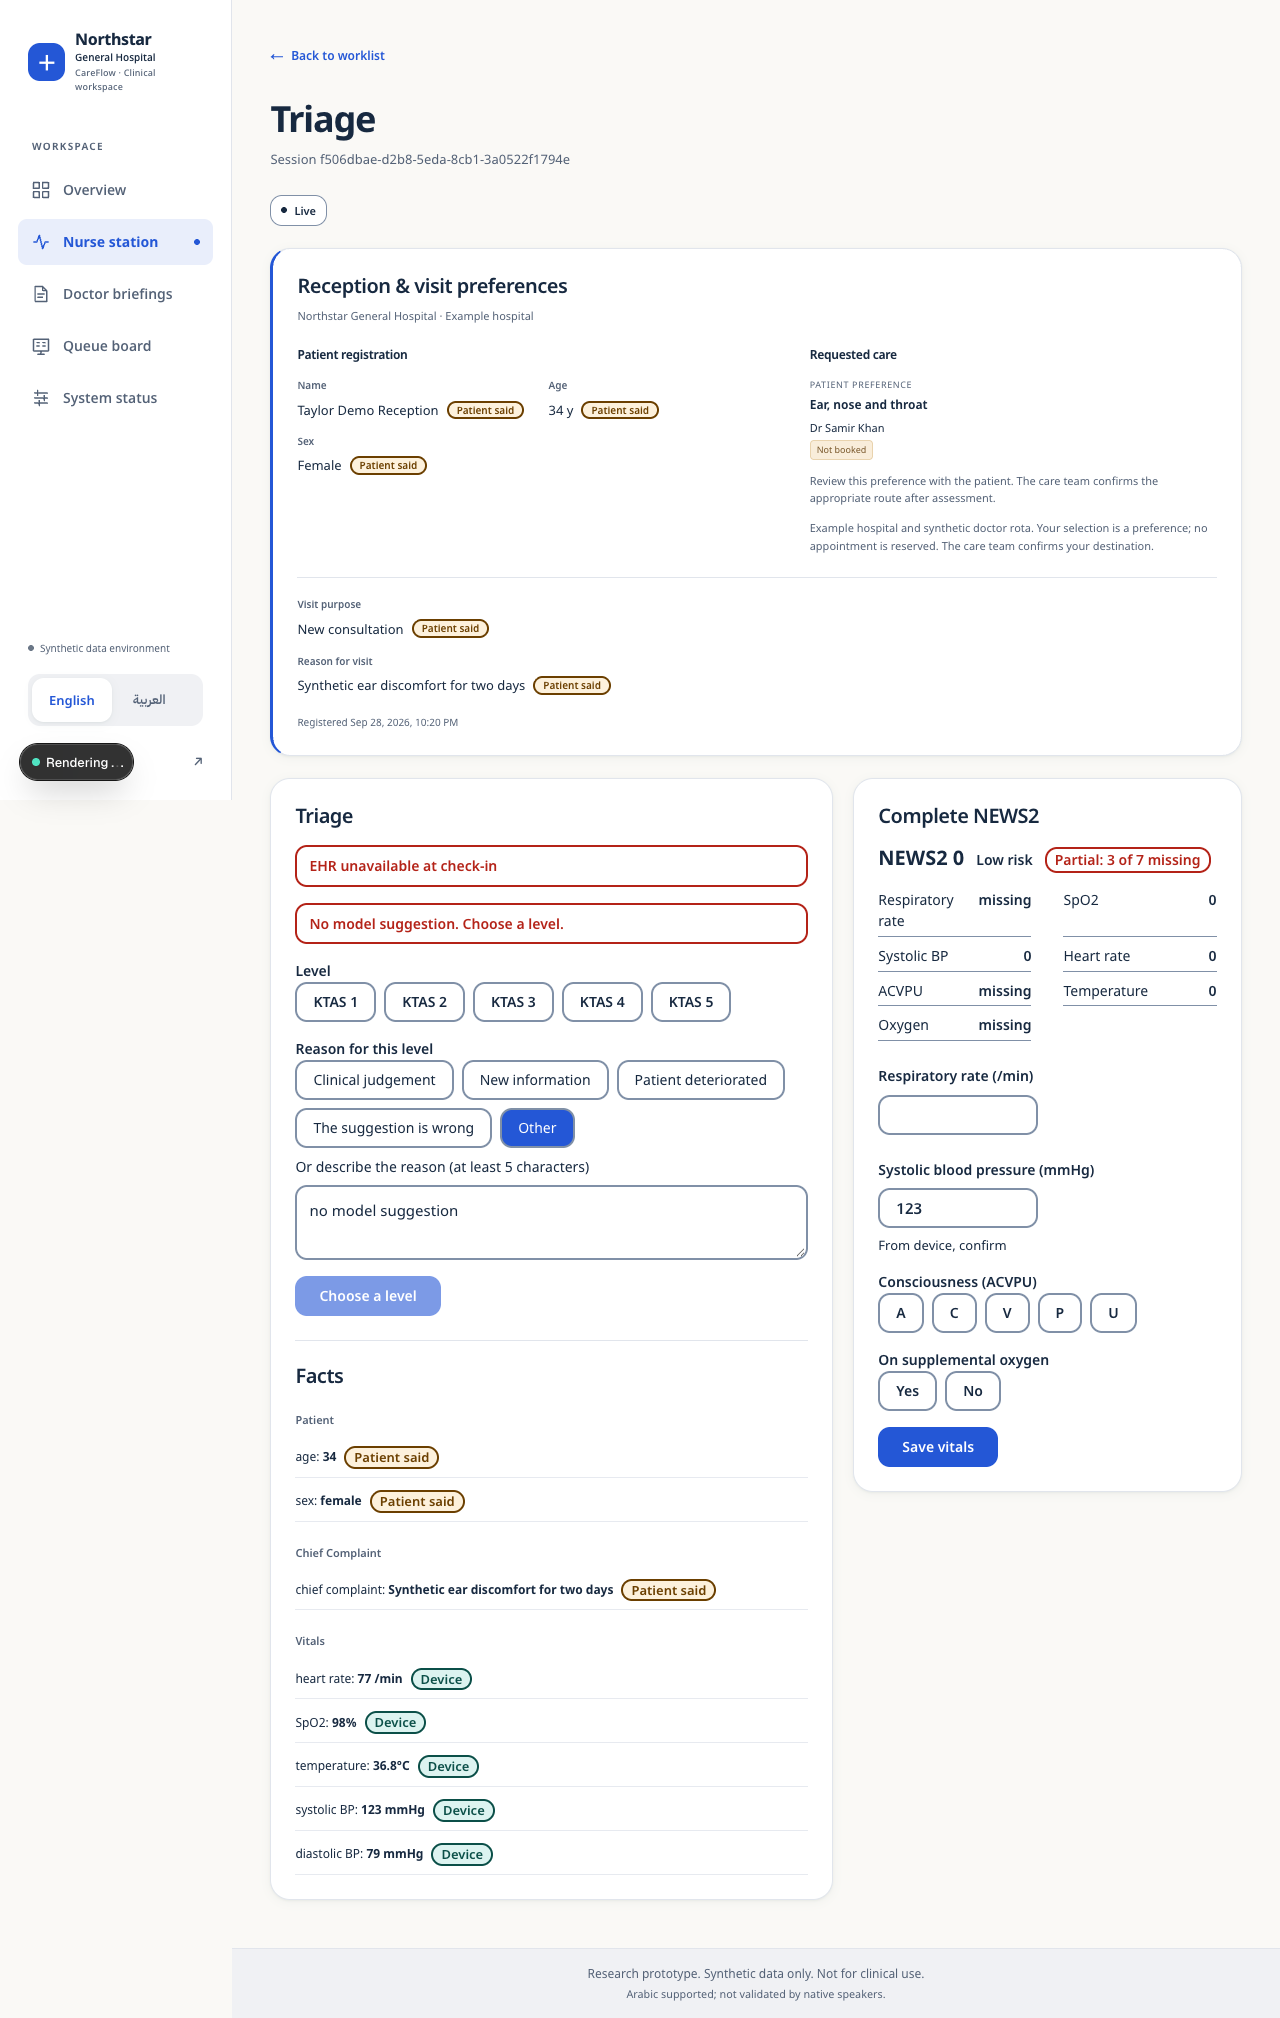 Northstar
General Hospital
CareFlow · Clinical
workspace
WORKSPACE
Overview
Nurse station
Doctor briefings
Queue board
System status
Synthetic data environment
English
العربية
Rendering . . .
← Back to worklist
Triage
Session f506dbae-d2b8-5eda-8cb1-3a0522f1794e
Live
Reception & visit preferences
Northstar General Hospital · Example hospital
Patient registration
Name
Taylor Demo Reception Patient said
Age
34 y Patient said
Sex
Female Patient said
Requested care
PATIENT PREFERENCE
Ear, nose and throat
Dr Samir Khan
Not booked
Review this preference with the patient. The care team confirms the
appropriate route after assessment.
Example hospital and synthetic doctor rota. Your selection is a preference; no
appointment is reserved. The care team confirms your destination.
Visit purpose
New consultation Patient said
Reason for visit
Synthetic ear discomfort for two days Patient said
Registered Sep 28, 2026, 10:20 PM
Triage
EHR unavailable at check-in
No model suggestion. Choose a level.
Level
KTAS 1 KTAS 2 KTAS 3 KTAS 4 KTAS 5
Reason for this level
Clinical judgement New information Patient deteriorated
The suggestion is wrong Other
Or describe the reason (at least 5 characters)
no model suggestion
Choose a level
Facts
Patient
age: 34 Patient said
sex: female Patient said
Chief Complaint
chief complaint: Synthetic ear discomfort for two days Patient said
Vitals
heart rate: 77 /min Device
SpO2: 98% Device
temperature: 36.8°C Device
systolic BP: 123 mmHg Device
diastolic BP: 79 mmHg Device
Complete NEWS2
NEWS2 0 Low risk Partial: 3 of 7 missing
Respiratory
rate missing
SpO2 0
Systolic BP 0
Heart rate 0
ACVPU missing
Temperature 0
Oxygen missing
Respiratory rate (/min)
Systolic blood pressure (mmHg)
123
From device, confirm
Consciousness (ACVPU)
A C V P U
On supplemental oxygen
Yes No
Save vitals
Research prototype. Synthetic data only. Not for clinical use.
Arabic supported; not validated by native speakers.